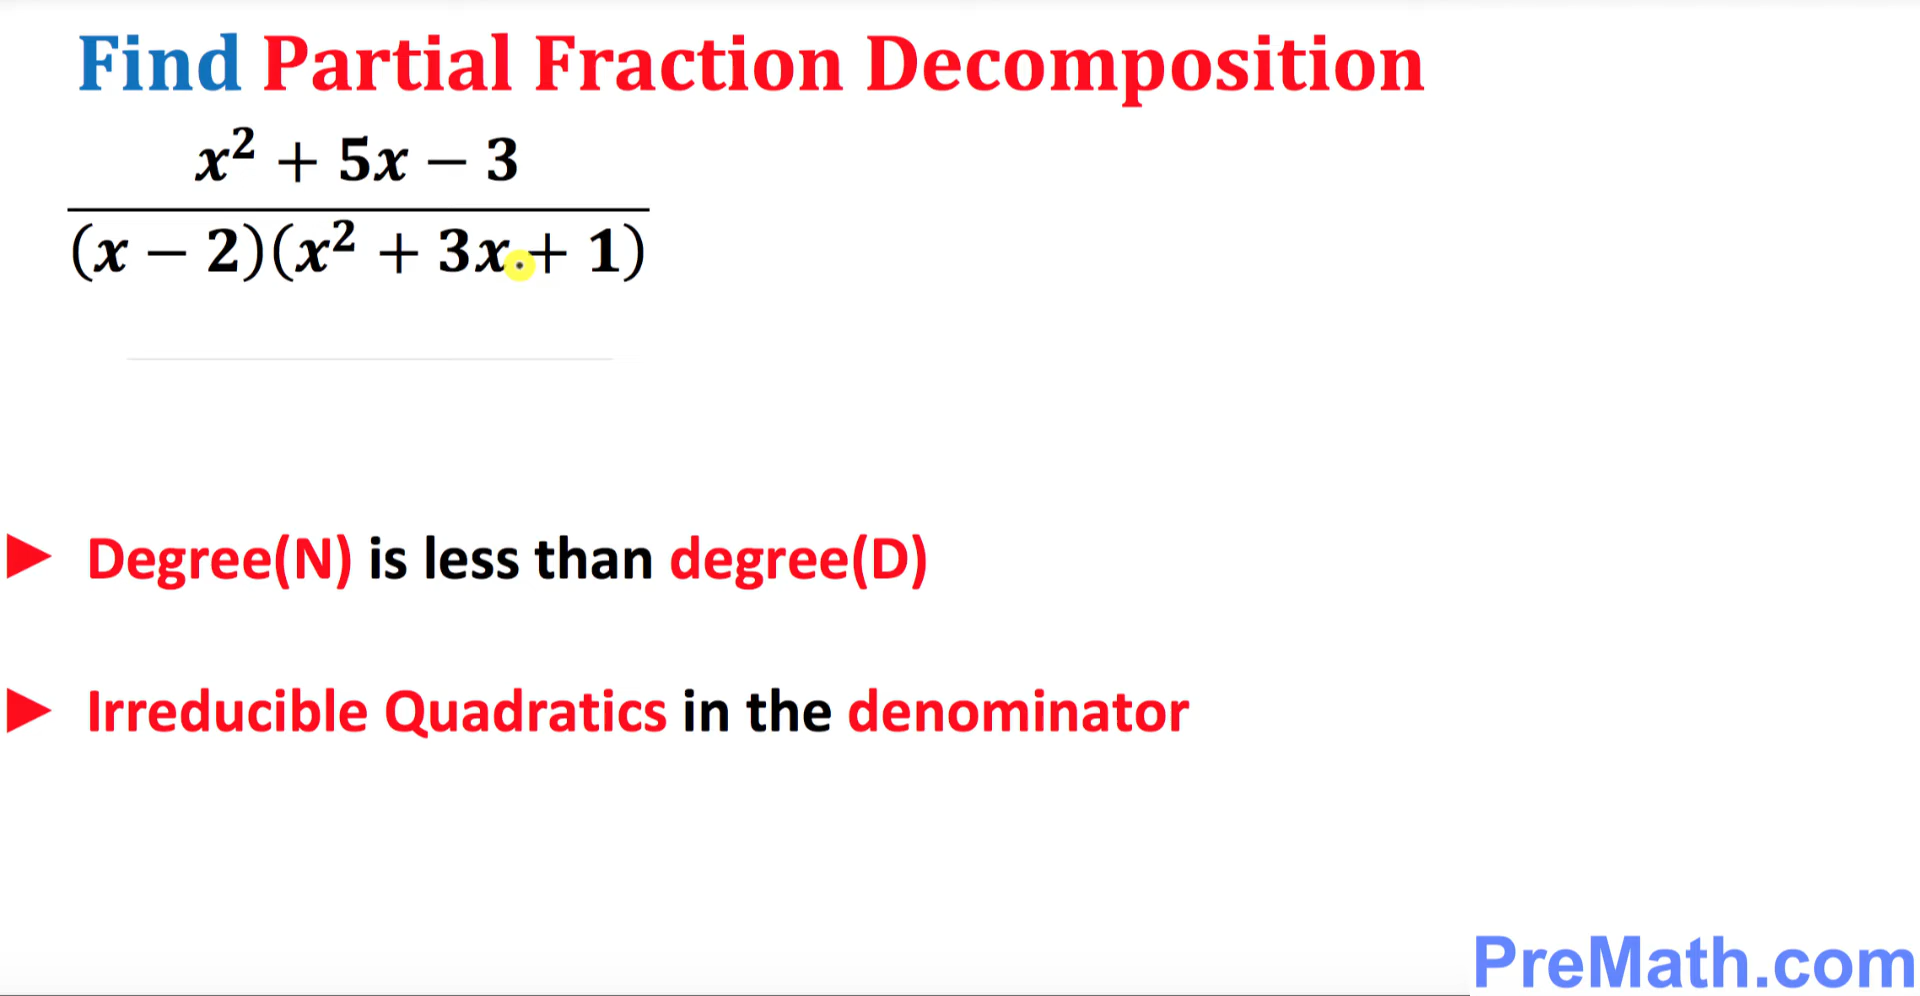 Find Partial Fraction Decomposition
x² + 5x − 3
(x − 2)(x² + 3x + 1)
► Degree(N) is less than degree(D)
► Irreducible Quadratics in the denominator
PreMath.com